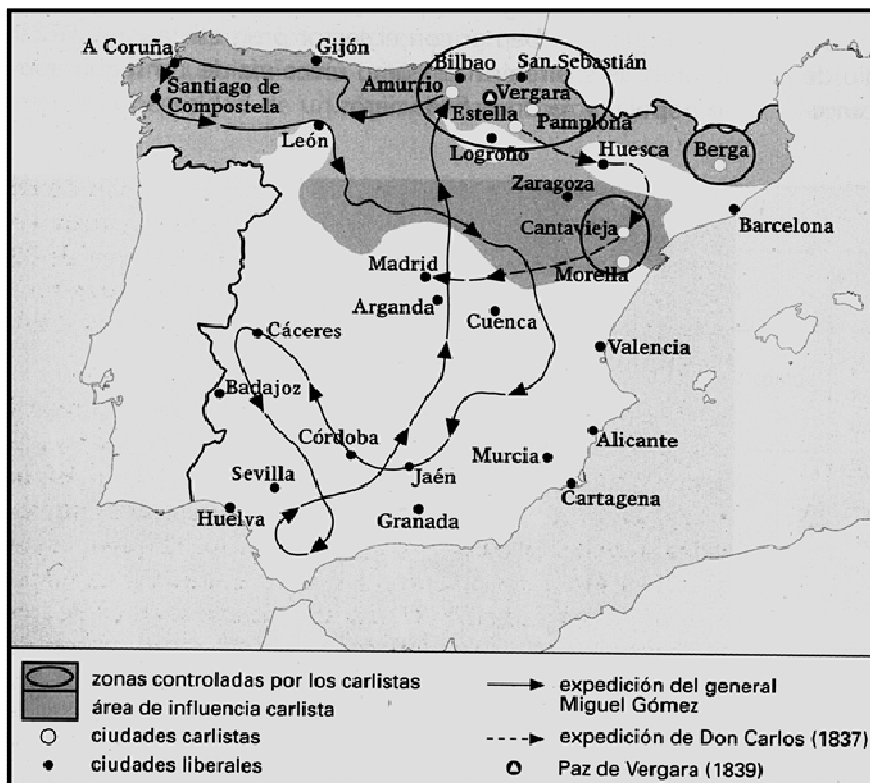 A Coruña
Gijón
Bilbao
San Sebastián
Santiago de
Compostela
Amurrio
Vergara
Estella
Pamplona
León
Logroño
Huesca
Berga
Zaragoza
Barcelona
Cantavieja
Madrid
Morella
Arganda
Cuenca
Cáceres
Valencia
Badajoz
Córdoba
Alicante
Murcia
Sevilla
Jaén
Cartagena
Huelva
Granada
zonas controladas por los carlistas
área de influencia carlista
ciudades carlistas
ciudades liberales
expedición del general
Miguel Gómez
expedición de Don Carlos (1837)
Paz de Vergara (1839)